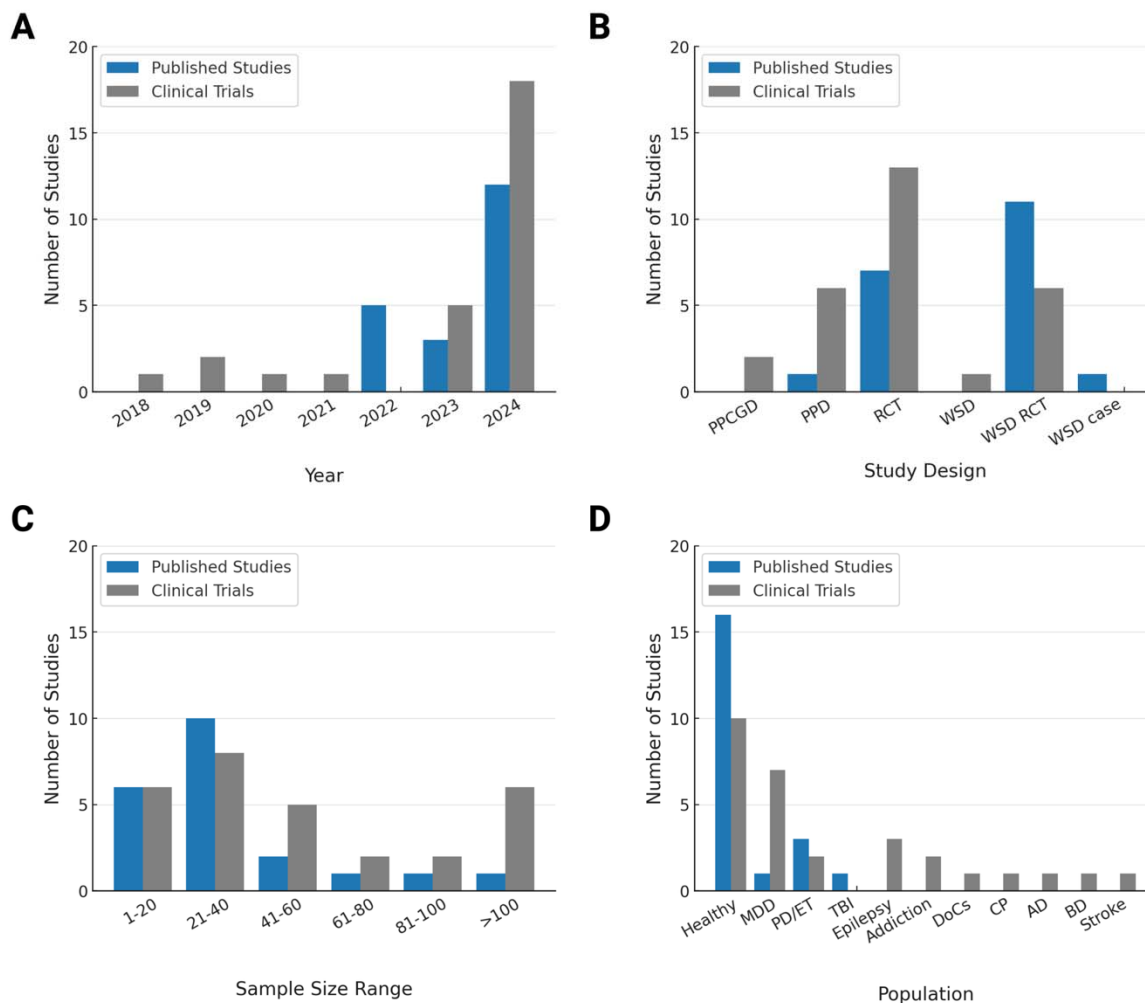 A
20
15
10
5
0
Number of Studies
Published Studies
Clinical Trials
2018
2019
2020
2021
2022
2023
2024
Year
B
20
15
10
5
0
Number of Studies
Published Studies
Clinical Trials
PPCGD
PPD
RCT
WSD
WSD RCT
WSD case
Study Design
C
20
15
10
5
0
Number of Studies
Published Studies
Clinical Trials
1-20
21-40
41-60
61-80
81-100
>100
Sample Size Range
D
20
15
10
5
0
Number of Studies
Published Studies
Clinical Trials
Healthy
MDD
PD/ET
TBI
Epilepsy
Addiction
DoCs
CP
AD
BD
Stroke
Population